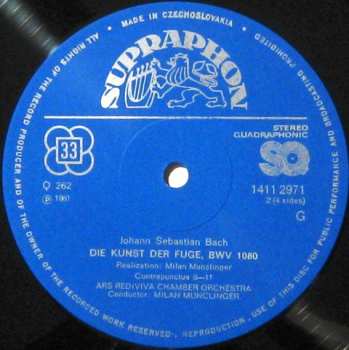 MADE IN CZECHOSLOVAKIA
ALL RIGHTS OF THE RECORD PRODUCER AND OF THE OWNER OF THE RECORDED WORK RESERVED. REPRODUCTION, USE OF THIS RECORD FOR PUBLIC PERFORMANCE AND BROADCASTING PROHIBITED
SUPRAPHON
33
STEREO
QUADRAPHONIC
SQ
Q 262
1411 2971
℗ 1981
2 (4 sides)
G
Johann Sebastian Bach
DIE KUNST DER FUGE, BWV 1080
Realization: Milan Munclinger
Contrapunctus 8—11
ARS REDIVIVA CHAMBER ORCHESTRA
Conductor: MILAN MUNCLINGER